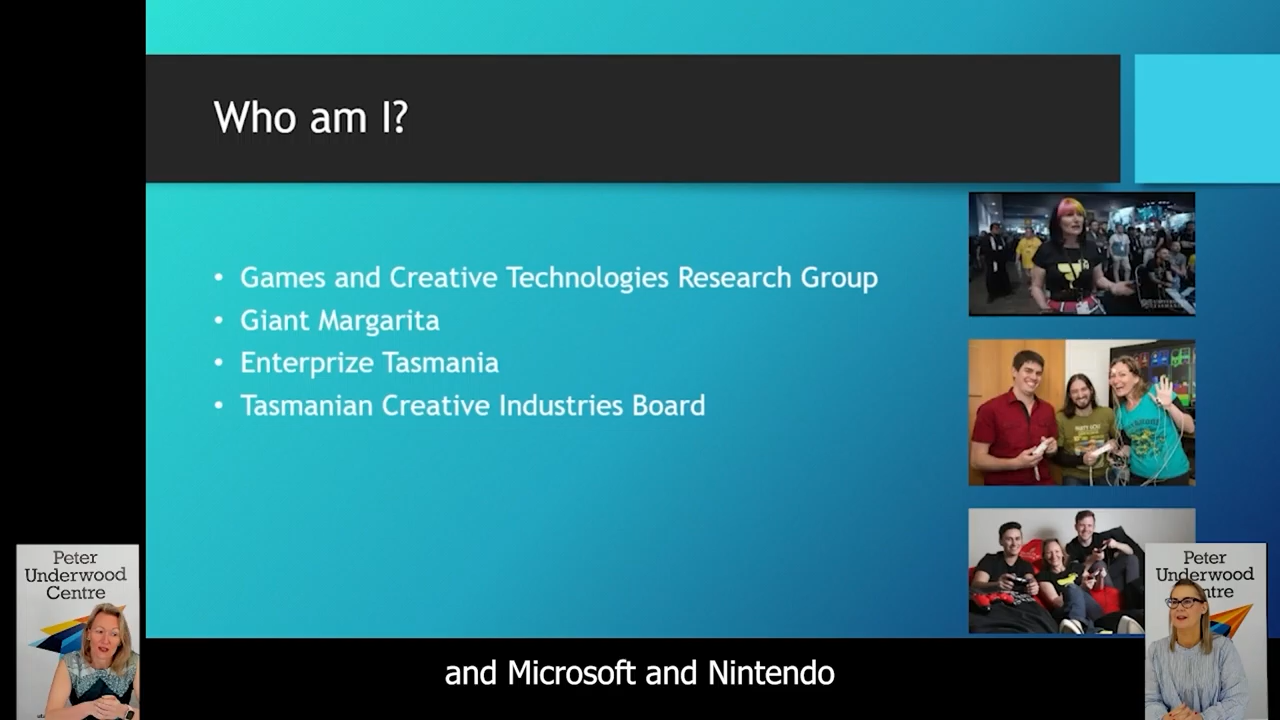 Who am I?
• Games and Creative Technologies Research Group
• Giant Margarita
• Enterprize Tasmania
• Tasmanian Creative Industries Board
Peter
Underwood
Centre
Peter
Underwood
ntre
and Microsoft and Nintendo